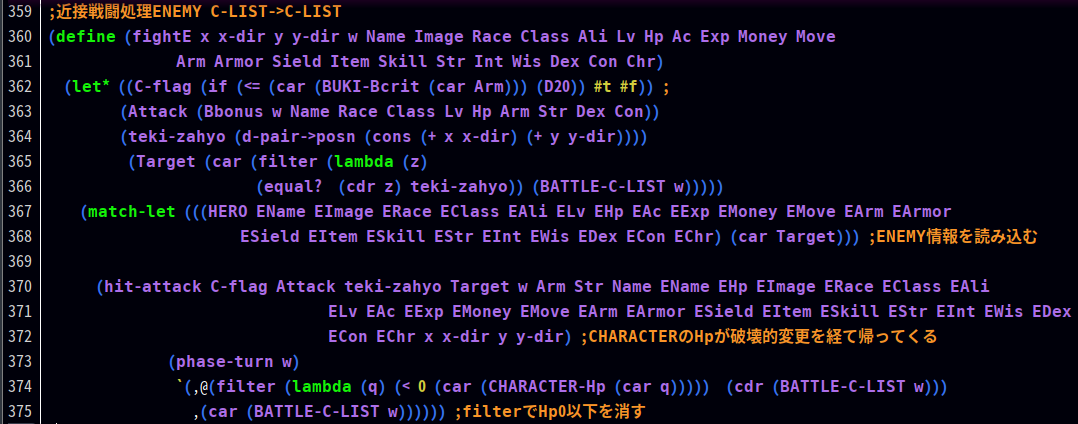 359 ;近接戦闘処理ENEMY C-LIST->C-LIST
360 (define (fightE x x-dir y y-dir w Name Image Race Class Ali Lv Hp Ac Exp Money Move
361 Arm Armor Sield Item Skill Str Int Wis Dex Con Chr)
362 (let* ((C-flag (if (<= (car (BUKI-Bcrit (car Arm))) (D20)) #t #f)) ;
363 (Attack (Bbonus w Name Race Class Lv Hp Arm Str Dex Con))
364 (teki-zahyo (d-pair->posn (cons (+ x x-dir) (+ y y-dir))))
365 (Target (car (filter (lambda (z)
366 (equal? (cdr z) teki-zahyo)) (BATTLE-C-LIST w)))))
367 (match-let (((HERO EName EImage ERace EClass EAli ELv EHp EAc EExp EMoney EMove EArm EArmor
368 ESield EItem ESkill EStr EInt EWis EDex ECon EChr) (car Target))) ;ENEMY情報を読み込む
369
370 (hit-attack C-flag Attack teki-zahyo Target w Arm Str Name EName EHp EImage ERace EClass EAli
371 ELv EAc EExp EMoney EMove EArm EArmor ESield EItem ESkill EStr EInt EWis EDex
372 ECon EChr x x-dir y y-dir) ;CHARACTERのHpが破壊的変更を経て帰ってくる
373 (phase-turn w)
374 `(,@(filter (lambda (q) (< 0 (car (CHARACTER-Hp (car q))))) (cdr (BATTLE-C-LIST w)))
375 ,(car (BATTLE-C-LIST w)))))) ;filterでHp0以下を消す